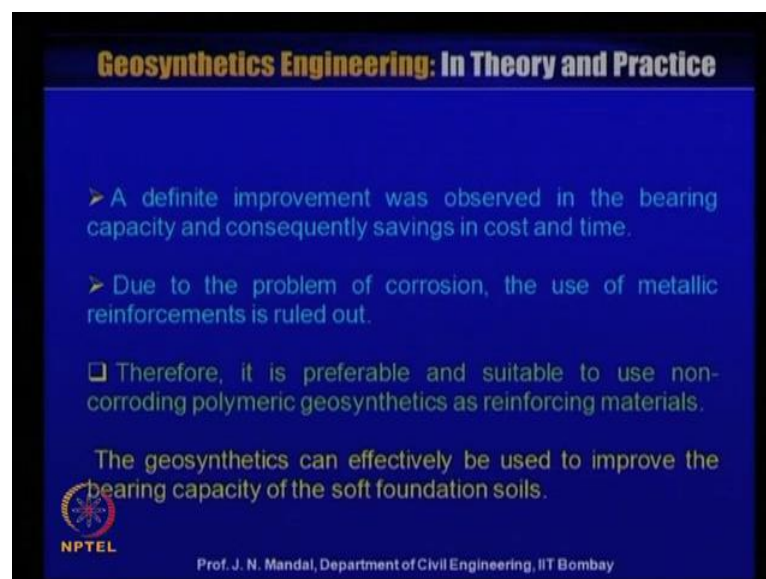 Geosynthetics Engineering: In Theory and Practice
➢ A definite improvement was observed in the bearing
capacity and consequently savings in cost and time.
➢ Due to the problem of corrosion, the use of metallic
reinforcements is ruled out.
❑ Therefore, it is preferable and suitable to use non-
corroding polymeric geosynthetics as reinforcing materials.
The geosynthetics can effectively be used to improve the
bearing capacity of the soft foundation soils.
NPTEL
Prof. J. N. Mandal, Department of Civil Engineering, IIT Bombay